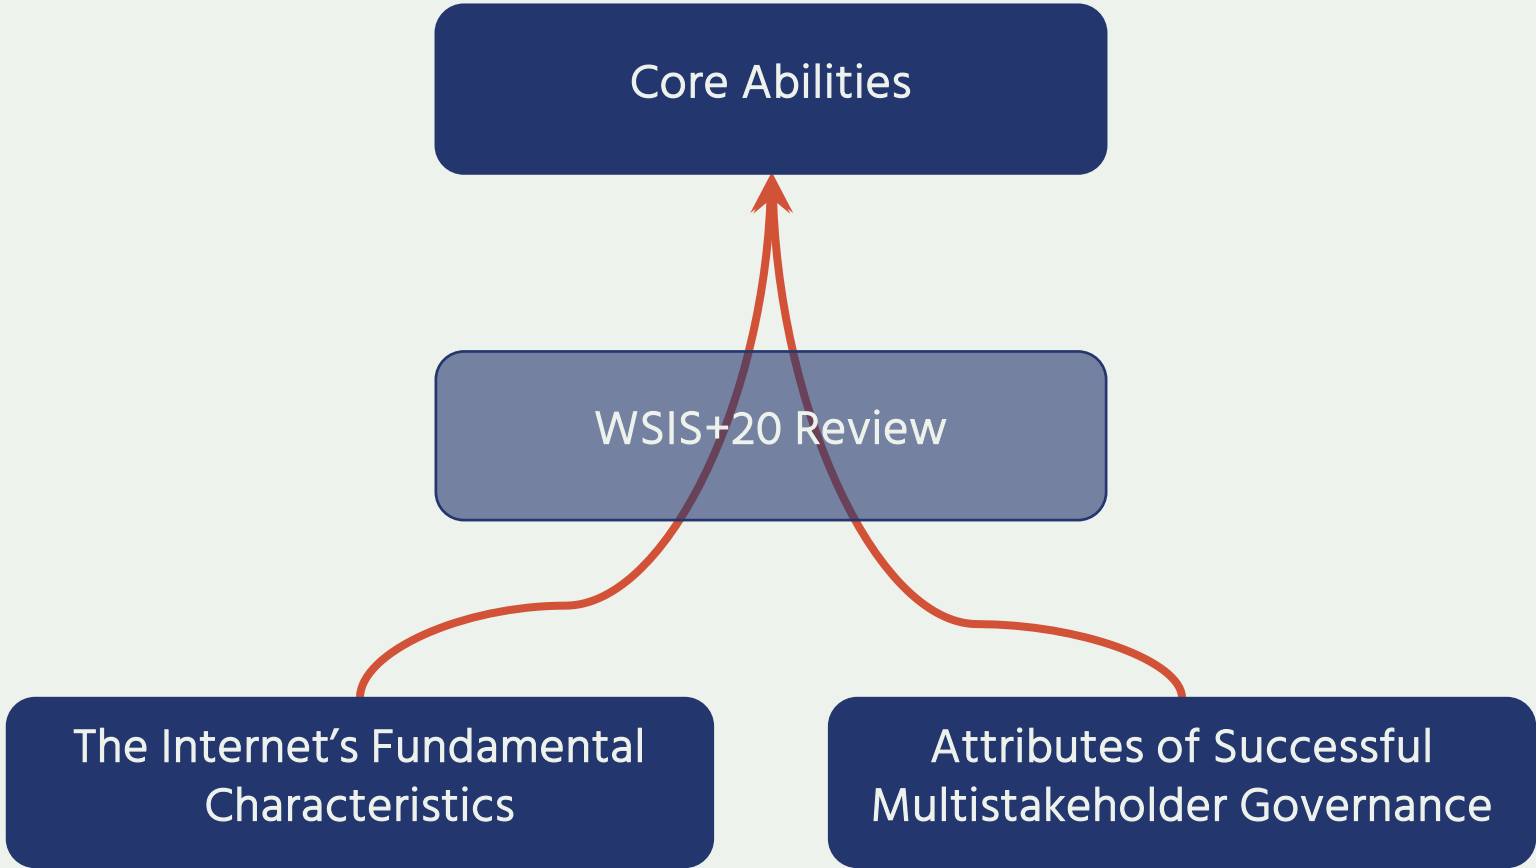 Core Abilities
WSIS+20 Review
The Internet’s Fundamental
Characteristics
Attributes of Successful
Multistakeholder Governance